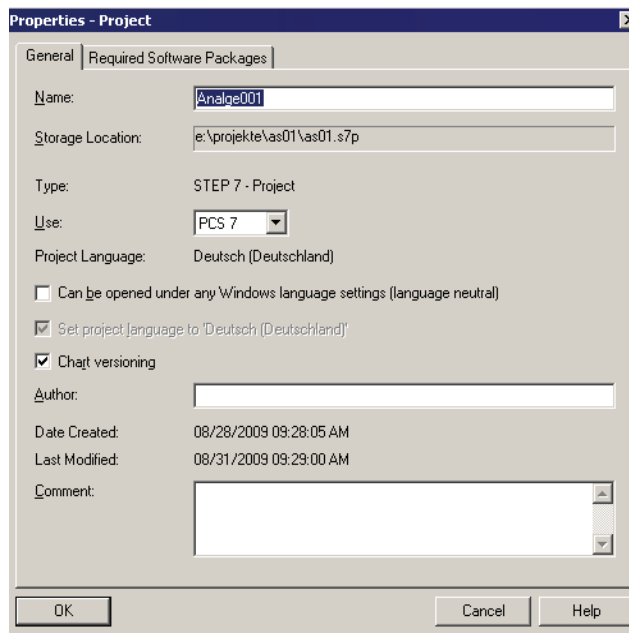 Properties - Project
General Required Software Packages
Name: Analge001
Storage Location: e:\projekte\as01\as01.s7p
Type: STEP 7 - Project
Use: PCS 7
Project Language: Deutsch (Deutschland)
Can be opened under any Windows language settings (language neutral)
Set project language to 'Deutsch (Deutschland)'
Chart versioning
Author:
Date Created: 08/28/2009 09:28:05 AM
Last Modified: 08/31/2009 09:29:00 AM
Comment:
OK Cancel Help